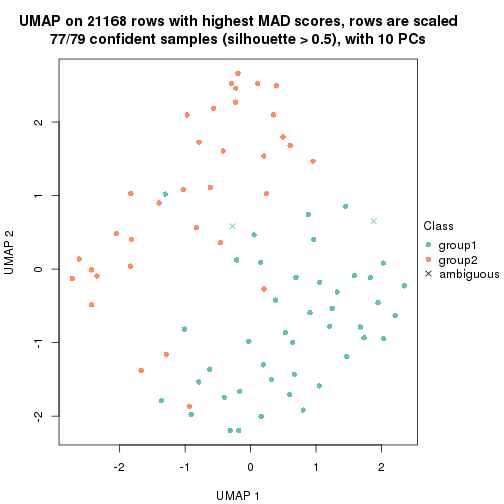 UMAP on 21168 rows with highest MAD scores, rows are scaled
77/79 confident samples (silhouette > 0.5), with 10 PCs
UMAP 2
2
1
0
-1
-2
-2
-1
0
1
2
UMAP 1
Class
group1
group2
ambiguous